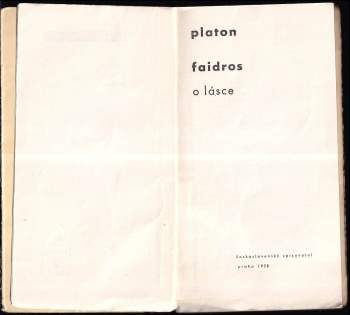 platon
faidros
o lásce
československý spisovatel
praha 1958